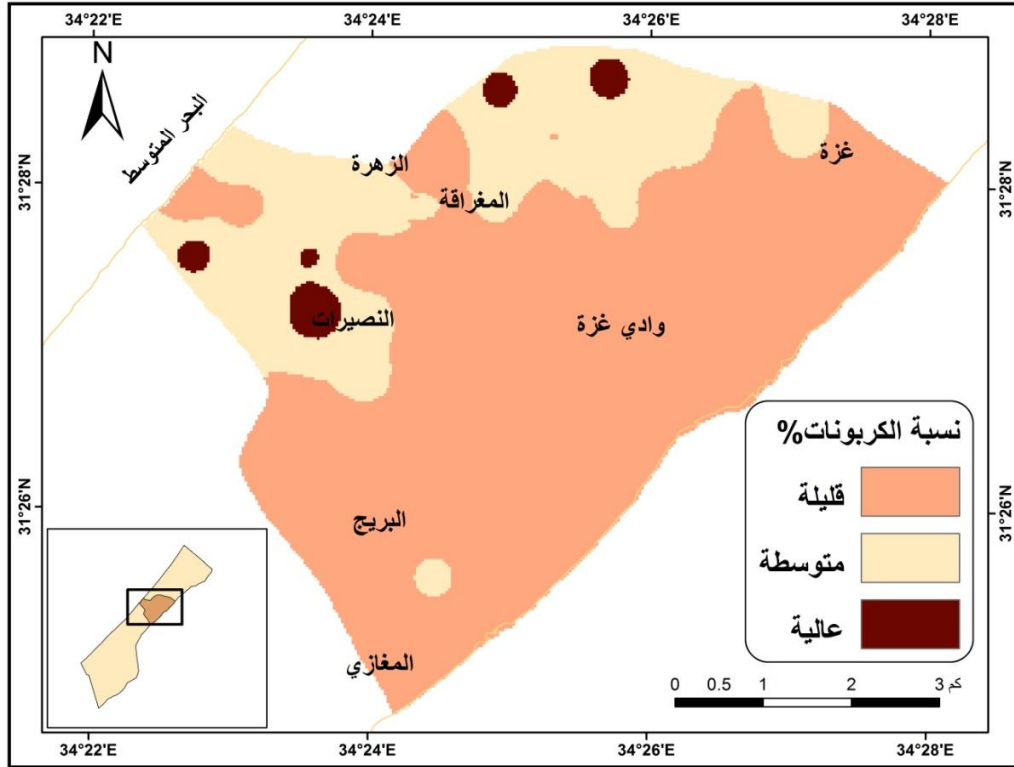 34°22'E 34°24'E 34°26'E 34°28'E
N
البحر المتوسط
31°28'N 31°28'N
الزهرة
غزة
المغراقة
النصيرات
وادي غزة
نسبة الكربونات%
قليلة
متوسطة
عالية
31°26'N 31°26'N
البريج
المغازي
0 0.5 1 2 3 كم
34°22'E 34°24'E 34°26'E 34°28'E